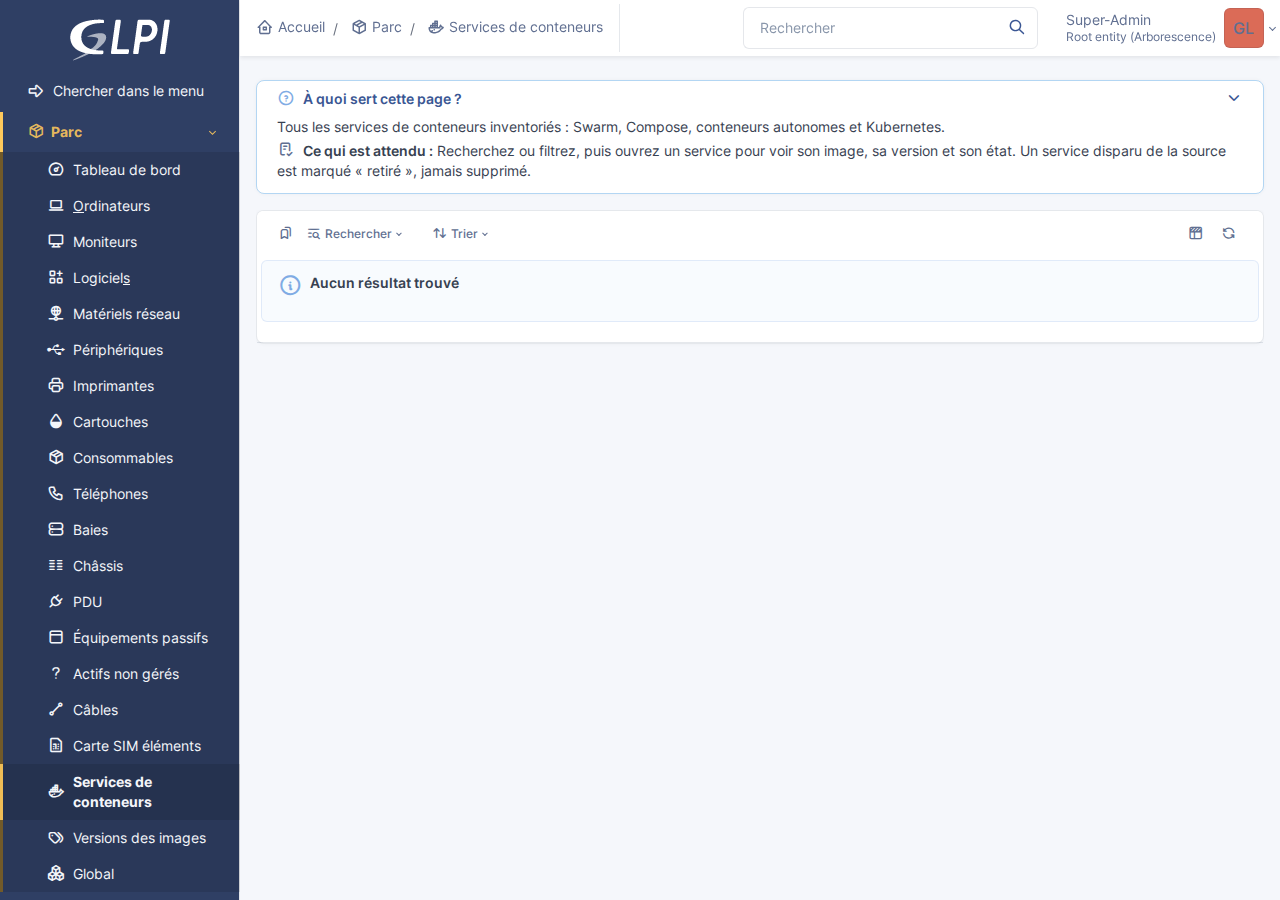 GLPI
Chercher dans le menu
Parc
Tableau de bord
Ordinateurs
Moniteurs
Logiciels
Matériels réseau
Périphériques
Imprimantes
Cartouches
Consommables
Téléphones
Baies
Châssis
PDU
Équipements passifs
Actifs non gérés
Câbles
Carte SIM éléments
Services de
conteneurs
Versions des images
Global
Accueil / Parc / Services de conteneurs
Rechercher
Super-Admin
Root entity (Arborescence)
GL
À quoi sert cette page ?
Tous les services de conteneurs inventoriés : Swarm, Compose, conteneurs autonomes et Kubernetes.
Ce qui est attendu : Recherchez ou filtrez, puis ouvrez un service pour voir son image, sa version et son état. Un service disparu de la source
est marqué « retiré », jamais supprimé.
Rechercher Trier
Aucun résultat trouvé